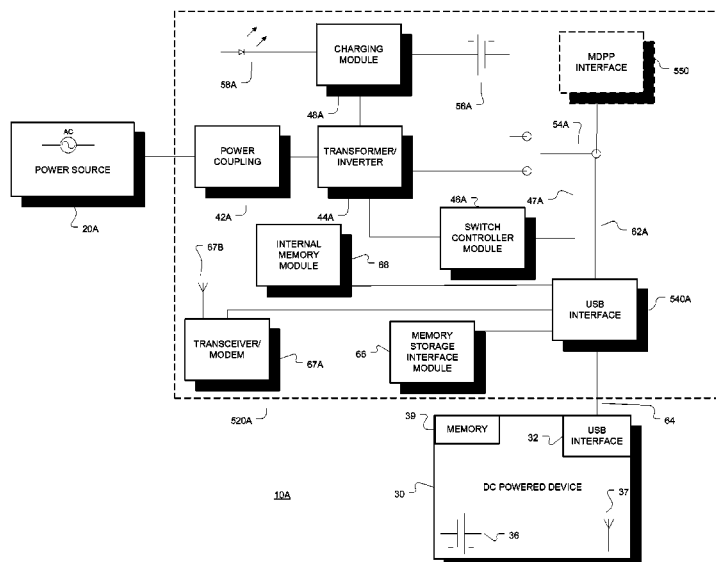 58A
CHARGING
MODULE
48A
56A
MDPP
INTERFACE
550
54A
AC
POWER SOURCE
20A
POWER
COUPLING
42A
TRANSFORMER/
INVERTER
44A
46A
47A
SWITCH
CONTROLLER
MODULE
62A
67B
INTERNAL
MEMORY
MODULE
68
USB
INTERFACE
540A
TRANSCEIVER/
MODEM
67A
66
MEMORY
STORAGE
INTERFACE
MODULE
520A
64
39
MEMORY
32
USB
INTERFACE
10A
30
DC POWERED DEVICE
37
36